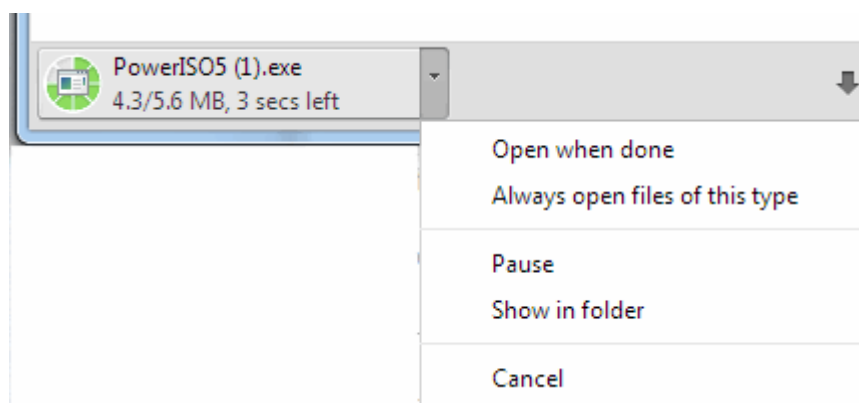 PowerISO5 (1).exe
4.3/5.6 MB, 3 secs left
Open when done
Always open files of this type
Pause
Show in folder
Cancel